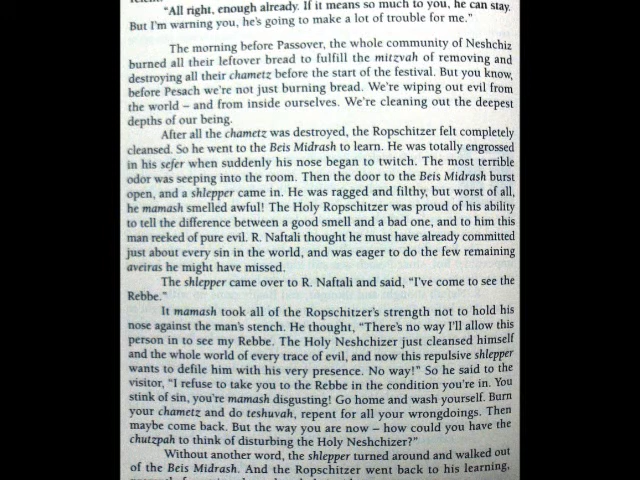 "All right, enough already. If it means so much to you, he can stay.
But I'm warning you, he's going to make a lot of trouble for me."
The morning before Passover, the whole community of Neshchiz
burned all their leftover bread to fulfill the mitzvah of removing and
destroying all their chametz before the start of the festival. But you know,
before Pesach we're not just burning bread. We're wiping out evil from
the world – and from inside ourselves. We're cleaning out the deepest
depths of our being.
After all the chametz was destroyed, the Ropschitzer felt completely
cleansed. So he went to the Beis Midrash to learn. He was totally engrossed
in his sefer when suddenly his nose began to twitch. The most terrible
odor was seeping into the room. Then the door to the Beis Midrash burst
open, and a shlepper came in. He was ragged and filthy, but worst of all,
he mamash smelled awful! The Holy Ropschitzer was proud of his ability
to tell the difference between a good smell and a bad one, and to him this
man reeked of pure evil. R. Naftali thought he must have already committed
just about every sin in the world, and was eager to do the few remaining
aveiras he might have missed.
The shlepper came over to R. Naftali and said, "I've come to see the
Rebbe."
It mamash took all of the Ropschitzer's strength not to hold his
nose against the man's stench. He thought, "There's no way I'll allow this
person in to see my Rebbe. The Holy Neshchizer just cleansed himself
and the whole world of every trace of evil, and now this repulsive shlepper
wants to defile him with his very presence. No way!" So he said to the
visitor, "I refuse to take you to the Rebbe in the condition you're in. You
stink of sin, you're mamash disgusting! Go home and wash yourself. Burn
your chametz and do teshuvah, repent for all your wrongdoings. Then
maybe come back. But the way you are now – how could you have the
chutzpah to think of disturbing the Holy Neshchizer?"
Without another word, the shlepper turned around and walked out
of the Beis Midrash. And the Ropschitzer went back to his learning,